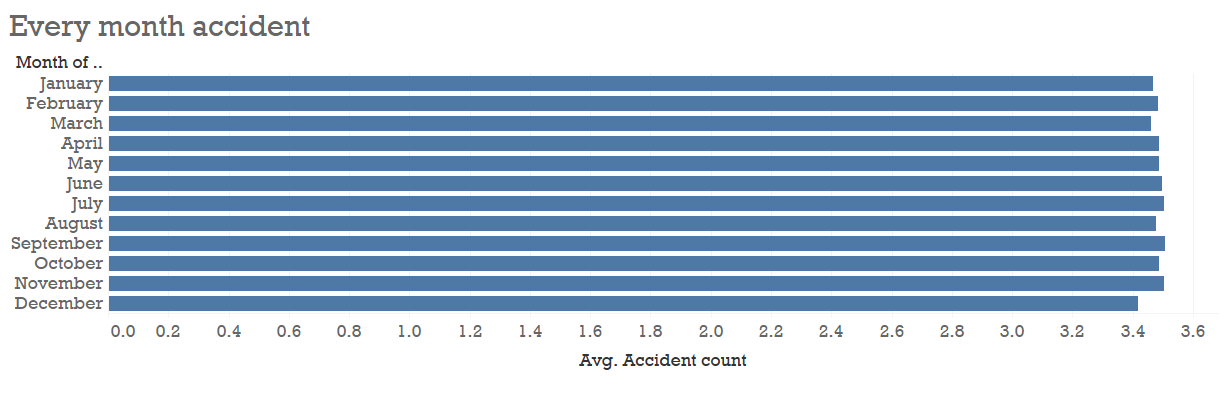 Every month accident
Month of ..
January
February
March
April
May
June
July
August
September
October
November
December
0.0 0.2 0.4 0.6 0.8 1.0 1.2 1.4 1.6 1.8 2.0 2.2 2.4 2.6 2.8 3.0 3.2 3.4 3.6
Avg. Accident count